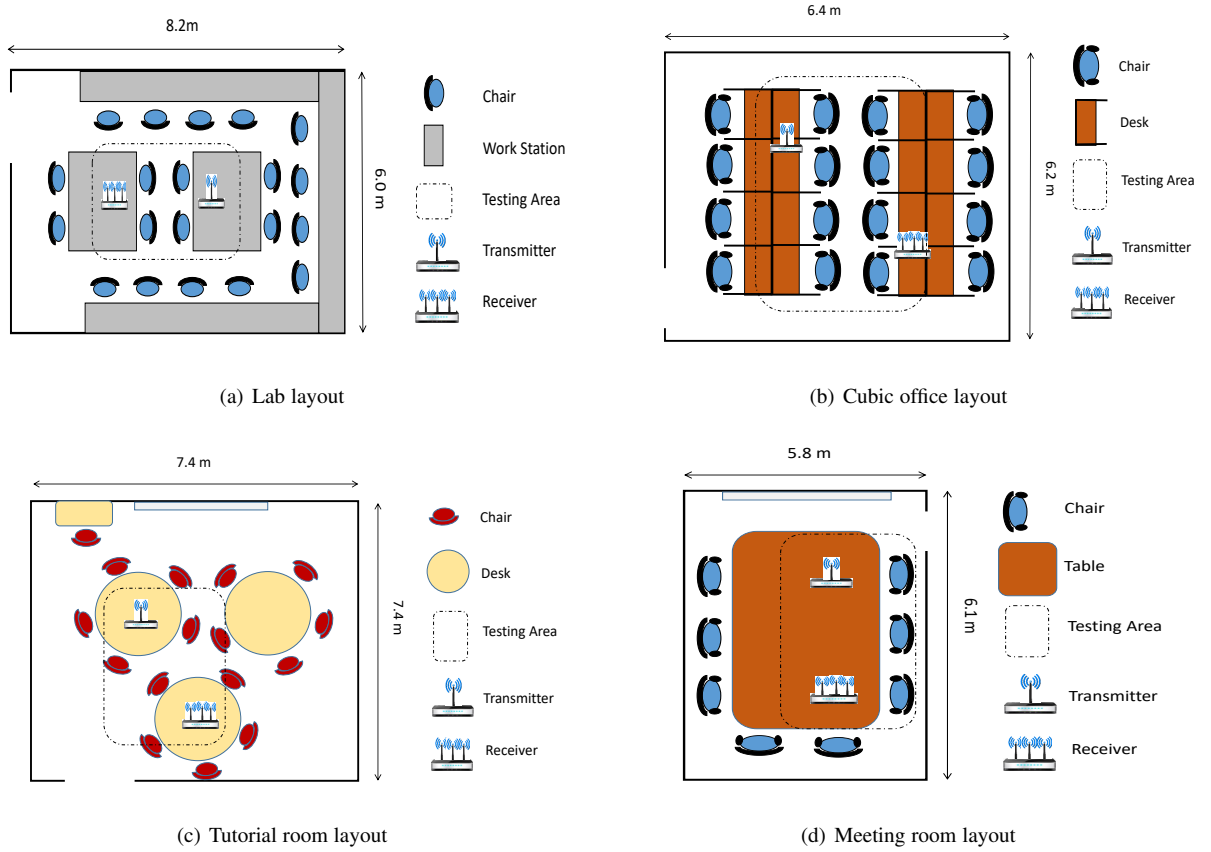 8.2m
6.0m
Chair
Work Station
Testing Area
Transmitter
Receiver
(a) Lab layout
6.4m
6.2 m
Chair
Desk
Testing Area
Transmitter
Receiver
(b) Cubic office layout
7.4 m
7.4 m
Chair
Desk
Testing Area
Transmitter
Receiver
(c) Tutorial room layout
5.8 m
6.1 m
Chair
Table
Testing Area
Transmitter
Receiver
(d) Meeting room layout